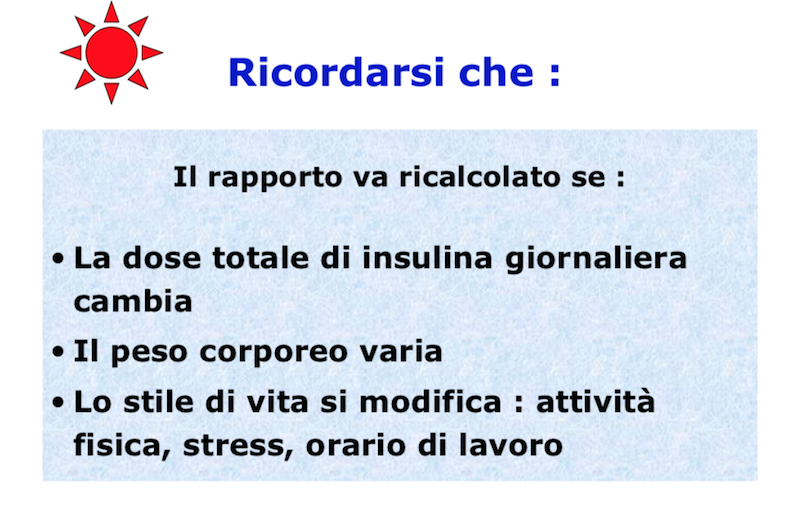 Ricordarsi che :
Il rapporto va ricalcolato se :
• La dose totale di insulina giornaliera
cambia
• Il peso corporeo varia
• Lo stile di vita si modifica : attività
fisica, stress, orario di lavoro